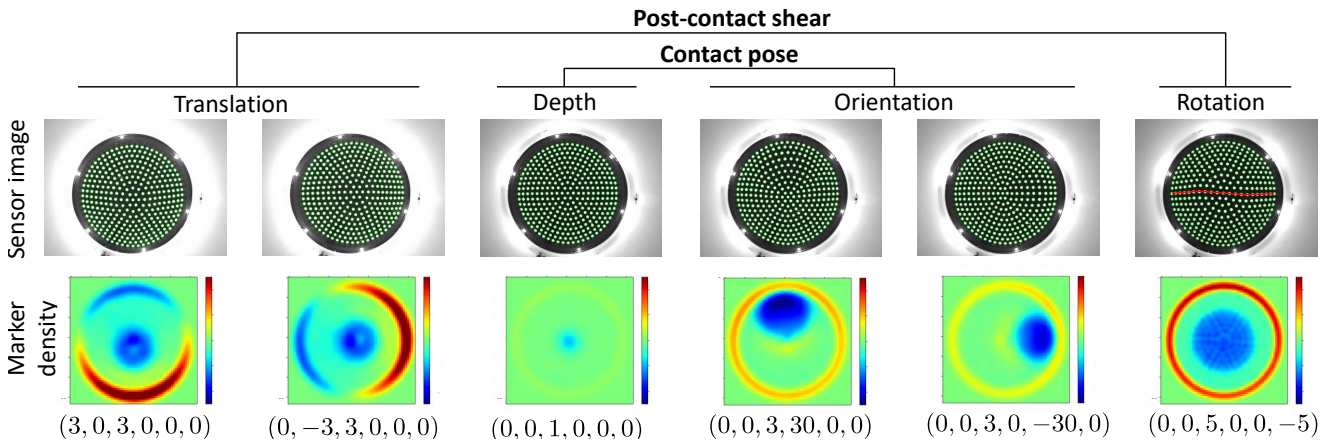 Post-contact shear
Contact pose
Translation
Depth
Orientation
Rotation
Sensor image
Marker
density
(3, 0, 3, 0, 0, 0)
(0, −3, 3, 0, 0, 0)
(0, 0, 1, 0, 0, 0)
(0, 0, 3, 30, 0, 0)
(0, 0, 3, 0, −30, 0)
(0, 0, 5, 0, 0, −5)